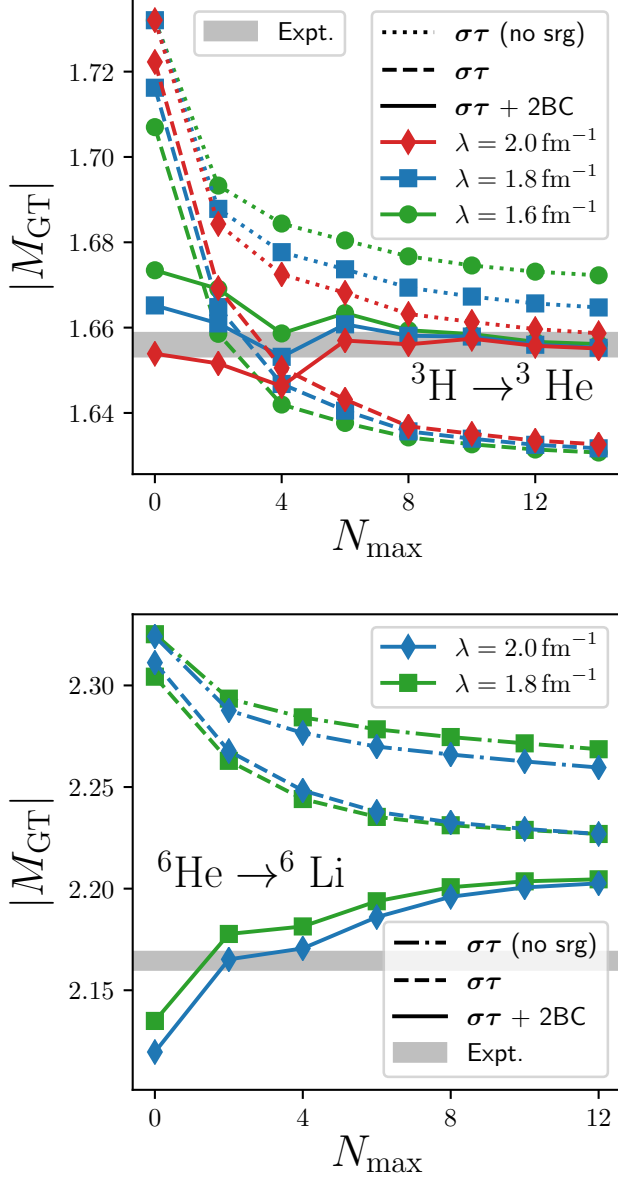 Expt.
στ (no srg)
στ
στ + 2BC
λ = 2.0 fm⁻¹
λ = 1.8 fm⁻¹
λ = 1.6 fm⁻¹
|M_GT|
1.72
1.70
1.68
1.66
1.64
³H →³ He
0
4
8
12
N_max
λ = 2.0 fm⁻¹
λ = 1.8 fm⁻¹
|M_GT|
2.30
2.25
2.20
2.15
⁶He →⁶ Li
στ (no srg)
στ
στ + 2BC
Expt.
0
4
8
12
N_max